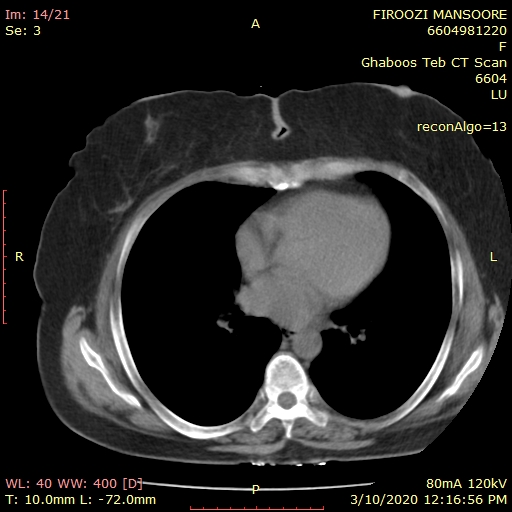 Im: 14/21
Se: 3
A
FIROOZI MANSOORE
6604981220
F
Ghaboos Teb CT Scan
6604
LU
reconAlgo=13
R
L
WL: 40 WW: 400 [D]
T: 10.0mm L: -72.0mm
P
80mA 120kV
3/10/2020 12:16:56 PM